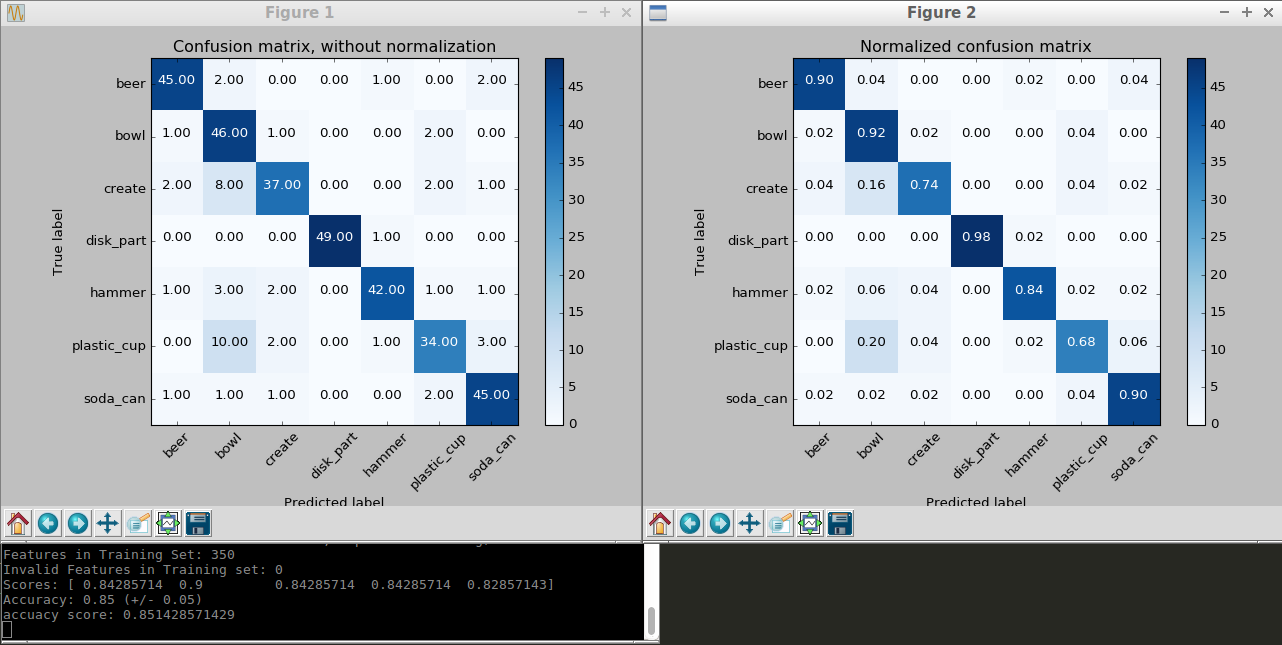 Figure 1
Confusion matrix, without normalization
True label
beer 45.00 2.00 0.00 0.00 1.00 0.00 2.00
bowl 1.00 46.00 1.00 0.00 0.00 2.00 0.00
create 2.00 8.00 37.00 0.00 0.00 2.00 1.00
disk_part 0.00 0.00 0.00 49.00 1.00 0.00 0.00
hammer 1.00 3.00 2.00 0.00 42.00 1.00 1.00
plastic_cup 0.00 10.00 2.00 0.00 1.00 34.00 3.00
soda_can 1.00 1.00 1.00 0.00 0.00 2.00 45.00
beer bowl create disk_part hammer plastic_cup soda_can
Predicted label
45
40
35
30
25
20
15
10
5
0
Figure 2
Normalized confusion matrix
True label
beer 0.90 0.04 0.00 0.00 0.02 0.00 0.04
bowl 0.02 0.92 0.02 0.00 0.00 0.04 0.00
create 0.04 0.16 0.74 0.00 0.00 0.04 0.02
disk_part 0.00 0.00 0.00 0.98 0.02 0.00 0.00
hammer 0.02 0.06 0.04 0.00 0.84 0.02 0.02
plastic_cup 0.00 0.20 0.04 0.00 0.02 0.68 0.06
soda_can 0.02 0.02 0.02 0.00 0.00 0.04 0.90
beer bowl create disk_part hammer plastic_cup soda_can
Predicted label
45
40
35
30
25
20
15
10
5
0
Features in Training Set: 350
Invalid Features in Training set: 0
Scores: [ 0.84285714 0.9 0.84285714 0.84285714 0.82857143]
Accuracy: 0.85 (+/- 0.05)
accuacy score: 0.851428571429